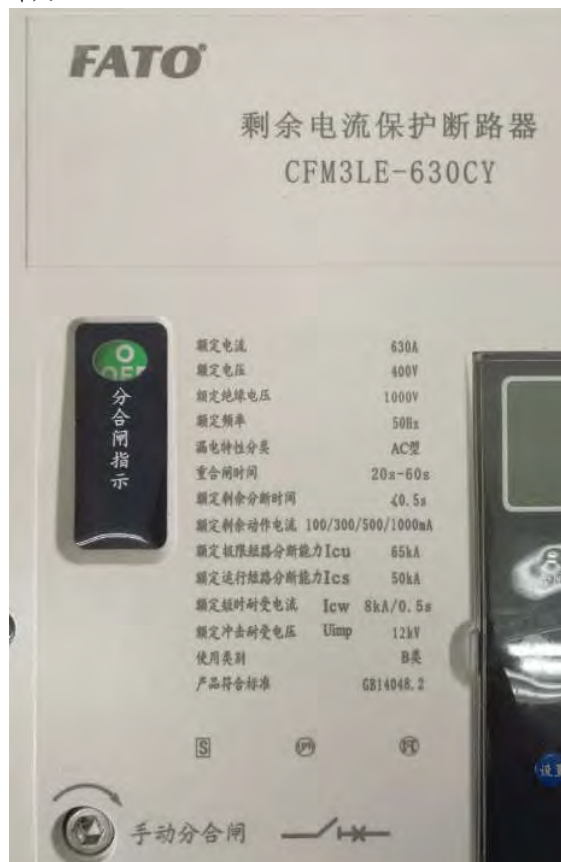 FATO
剩余电流保护断路器
CFM3LE-630CY
OFF
分合闸指示
额定电流 630A
额定电压 400V
额定绝缘电压 1000V
额定频率 50Hz
漏电特性分类 AC型
重合闸时间 20s-60s
额定剩余分断时间 ≤0.5s
额定剩余动作电流 100/300/500/1000mA
额定极限短路分断能力Icu 65kA
额定运行短路分断能力Ics 50kA
额定短时耐受电流 Icw 8kA/0.5s
额定冲击耐受电压 Uimp 12kV
使用类别 B类
产品符合标准 GB14048.2
S
设置
手动分合闸